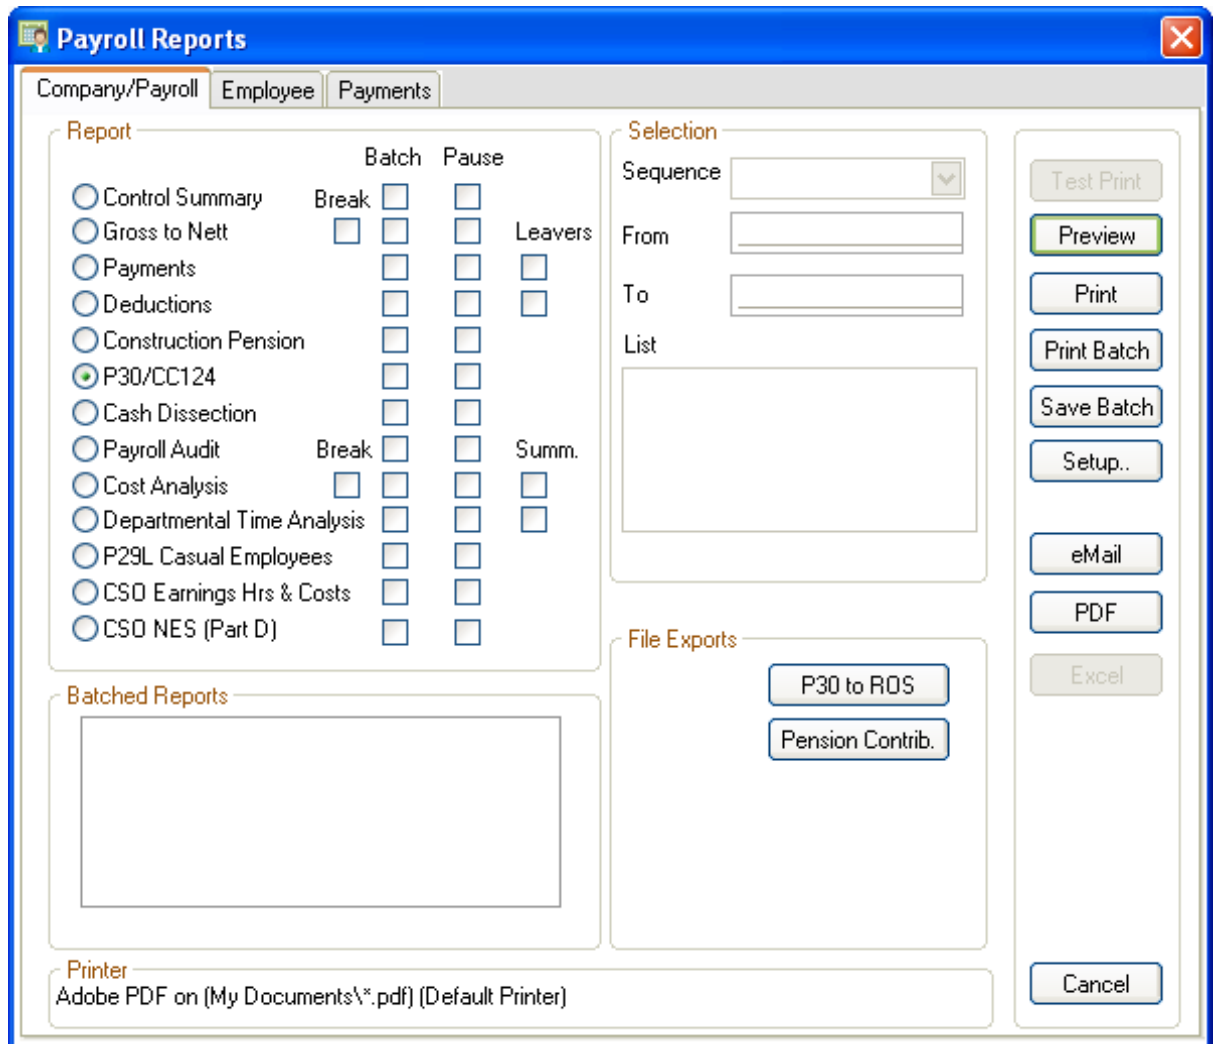 Payroll Reports
Company/Payroll Employee Payments
Report
Batch Pause
Control Summary Break
Gross to Nett Leavers
Payments
Deductions
Construction Pension
P30/CC124
Cash Dissection
Payroll Audit Break Summ.
Cost Analysis
Departmental Time Analysis
P29L Casual Employees
CSO Earnings Hrs & Costs
CSO NES (Part D)
Batched Reports
Selection
Sequence
From
To
List
File Exports
P30 to ROS
Pension Contrib.
Test Print
Preview
Print
Print Batch
Save Batch
Setup..
eMail
PDF
Excel
Cancel
Printer
Adobe PDF on (My Documents\*.pdf) (Default Printer)